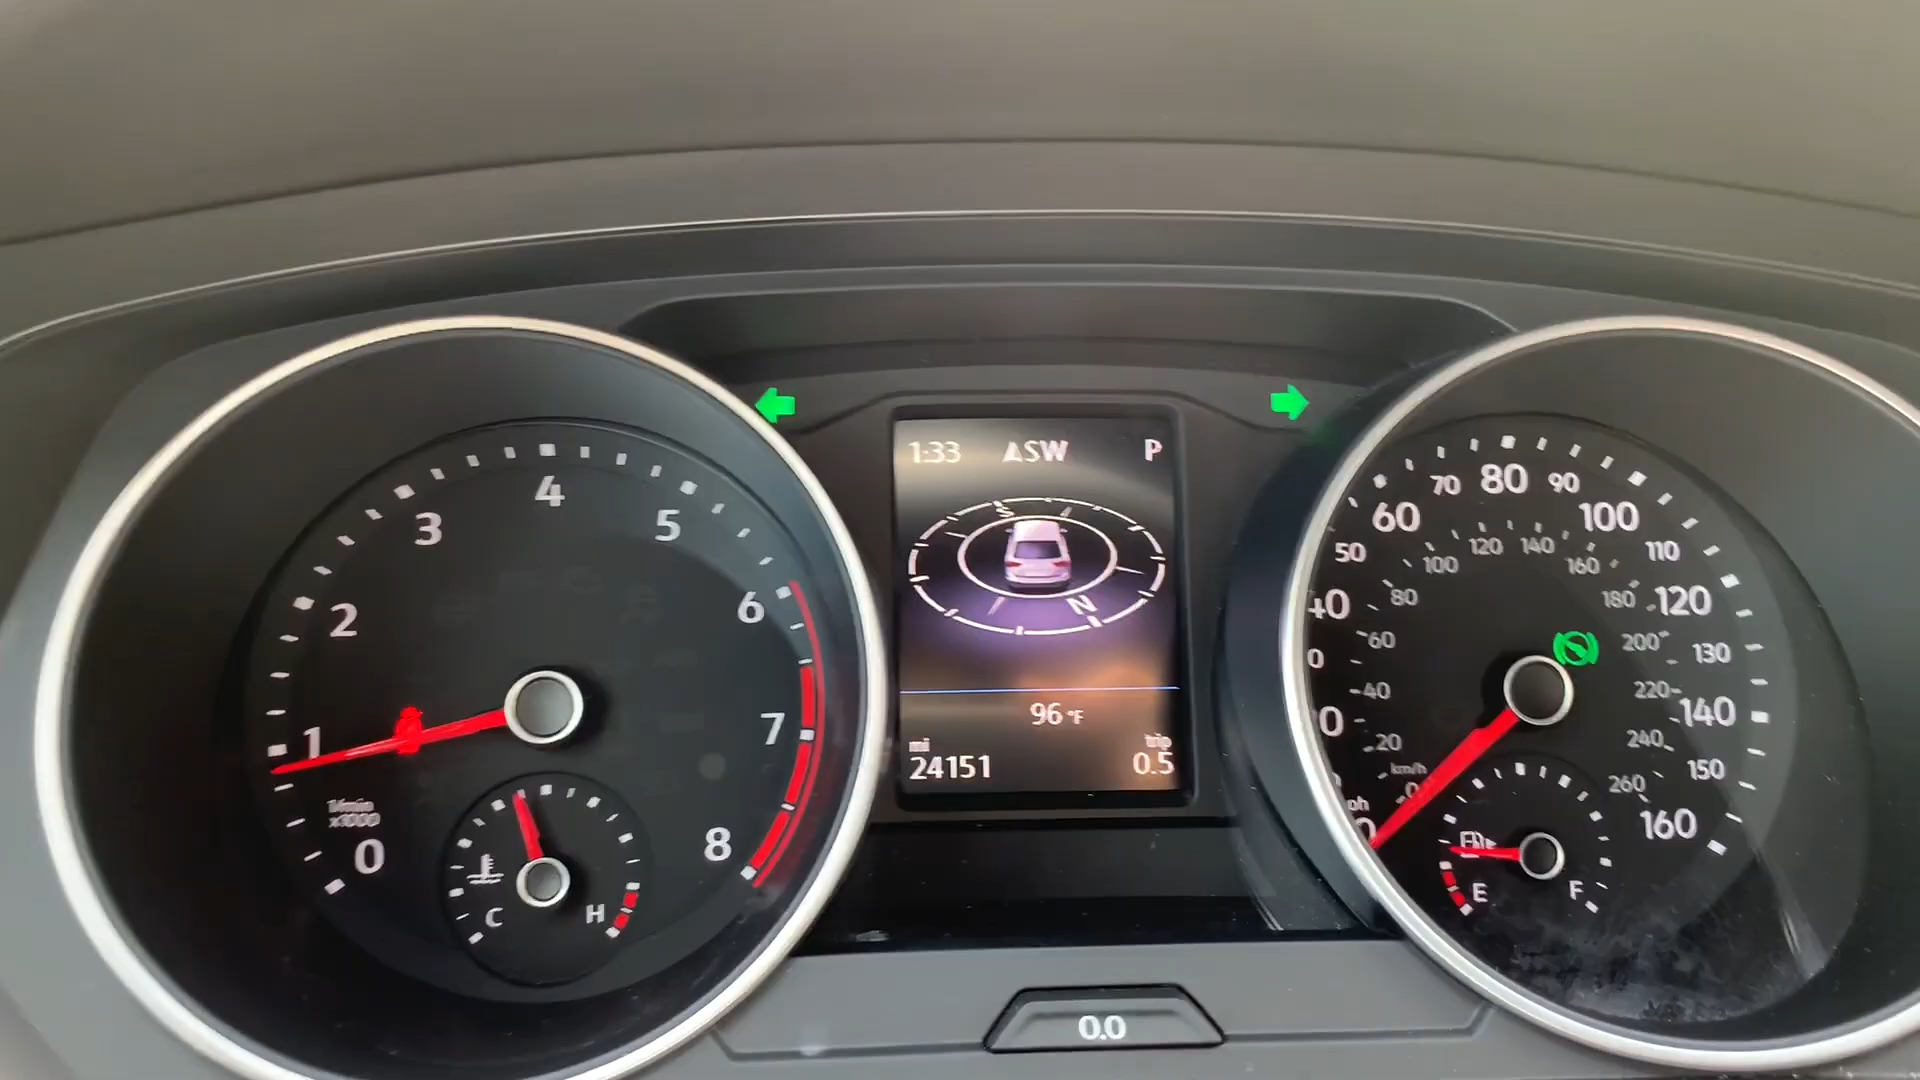 1:33 ASW P
S
N
96 °F
mi trip
24151 0.5
0 1 2 3 4 5 6 7 8
1/min
x1000
C H
50 60 70 80 90 100 110 120 130 140 150 160
0 20 40 60 80 100 120 140 160 180 200 220 240 260
km/h
E F
0.0